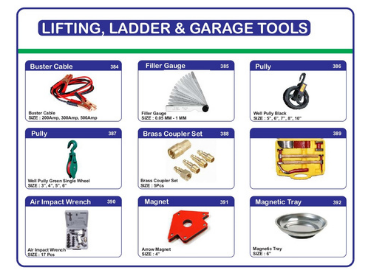 LIFTING, LADDER & GARAGE TOOLS
Buster Cable 384
Buster Cable
SIZE : 200Amp, 300Amp, 500Amp
Filler Gauge 385
Filler Gauge
SIZE : 0.05 MM - 1 MM
Pully 386
Well Pully Black
SIZE : 5", 6", 7", 8", 10"
Pully 387
Well Pully Green Single Wheel
SIZE : 3", 4", 5", 6"
Brass Coupler Set 388
Brass Coupler Set
SIZE : 5Pcs
389
Air Impact Wrench 390
Air Impact Wrench
SIZE : 17 Pcs
Magnet 391
Arrow Magnet
SIZE : 4"
Magnetic Tray 392
Magnetic Tray
SIZE : 6"